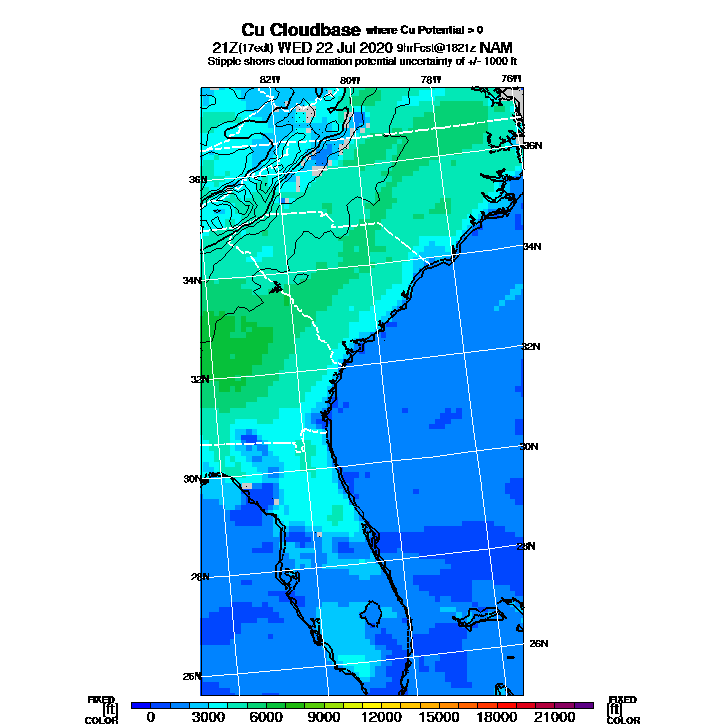 Cu Cloudbase where Cu Potential > 0
21Z(17edt) WED 22 Jul 2020 9hrFcst@1821z NAM
Stipple shows cloud formation potential uncertainty of +/- 1000 ft
82W 80W 78W 76W
36N
36N
34N
34N
32N
32N
30N
30N
28N
28N
26N
26N
FIXED FIXED
[ft] [ft]
COLOR 0 3000 6000 9000 12000 15000 18000 21000 COLOR